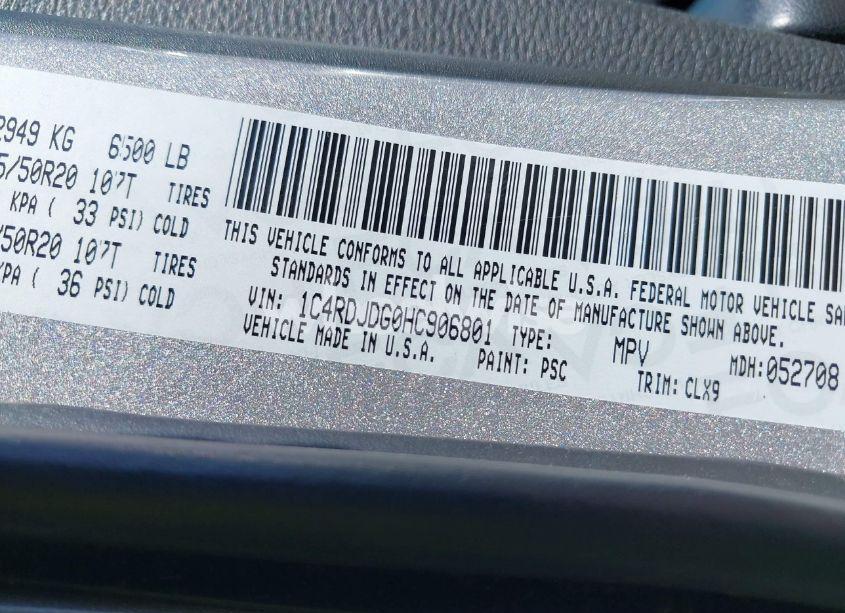 2949 KG 6500 LB
5/50R20 107T TIRES
KPA ( 33 PSI) COLD
/50R20 107T TIRES
KPA ( 36 PSI) COLD
THIS VEHICLE CONFORMS TO ALL APPLICABLE U.S.A. FEDERAL MOTOR VEHICLE SA
STANDARDS IN EFFECT ON THE DATE OF MANUFACTURE SHOWN ABOVE.
VIN: 1C4RDJDG0HC906801 TYPE: MPV MDH:052708
VEHICLE MADE IN U.S.A. PAINT: PSC TRIM: CLX9